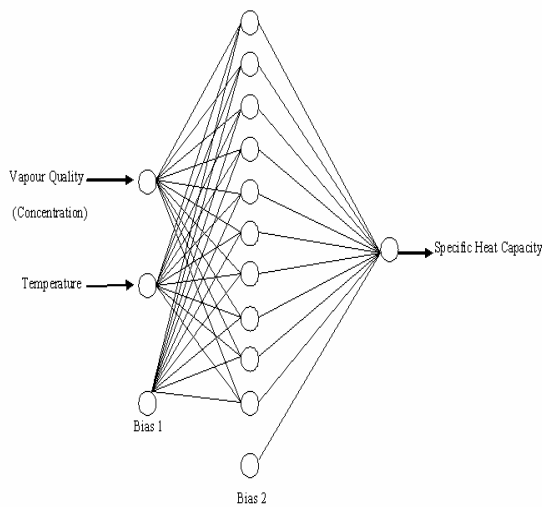 Vapour Quality
(Concentration)
Temperature
Bias 1
Bias 2
Specific Heat Capacity